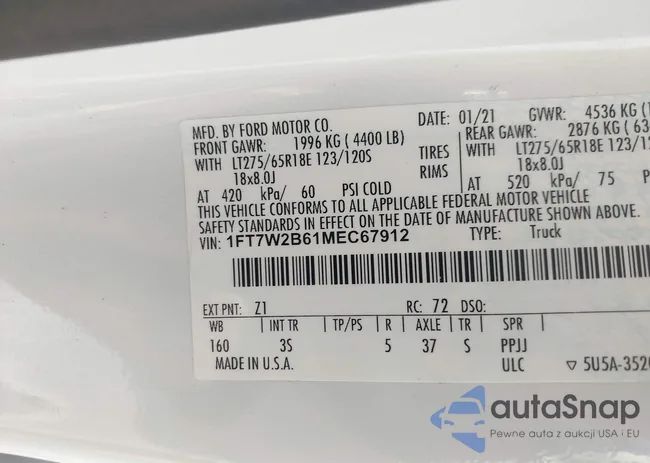 MFD. BY FORD MOTOR CO.
DATE: 01/21 GVWR: 4536 KG
FRONT GAWR: 1996 KG ( 4400 LB) REAR GAWR: 2876 KG
WITH LT275/65R18E 123/120S TIRES WITH LT275/65R18E 123/
18x8.0J RIMS 18x8.0J
AT 420 kPa/ 60 PSI COLD AT 520 kPa/ 75
THIS VEHICLE CONFORMS TO ALL APPLICABLE FEDERAL MOTOR VEHICLE
SAFETY STANDARDS IN EFFECT ON THE DATE OF MANUFACTURE SHOWN ABOVE.
VIN: 1FT7W2B61MEC67912 TYPE: Truck
EXT PNT: Z1 RC: 72 DSO:
WB INT TR TP/PS R AXLE TR SPR
160 3S 5 37 S PPJJ
MADE IN U.S.A. ULC ▽ 5U5A-3520
autoSnap
Pewne auta z aukcji USA i EU